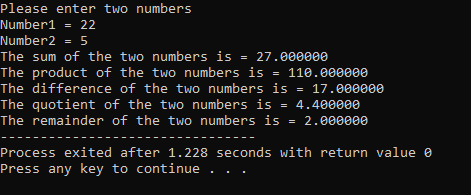 Please enter two numbers
Number1 = 22
Number2 = 5
The sum of the two numbers is = 27.000000
The product of the two numbers is = 110.000000
The difference of the two numbers is = 17.000000
The quotient of the two numbers is = 4.400000
The remainder of the two numbers is = 2.000000
--------------------------------
Process exited after 1.228 seconds with return value 0
Press any key to continue . . .